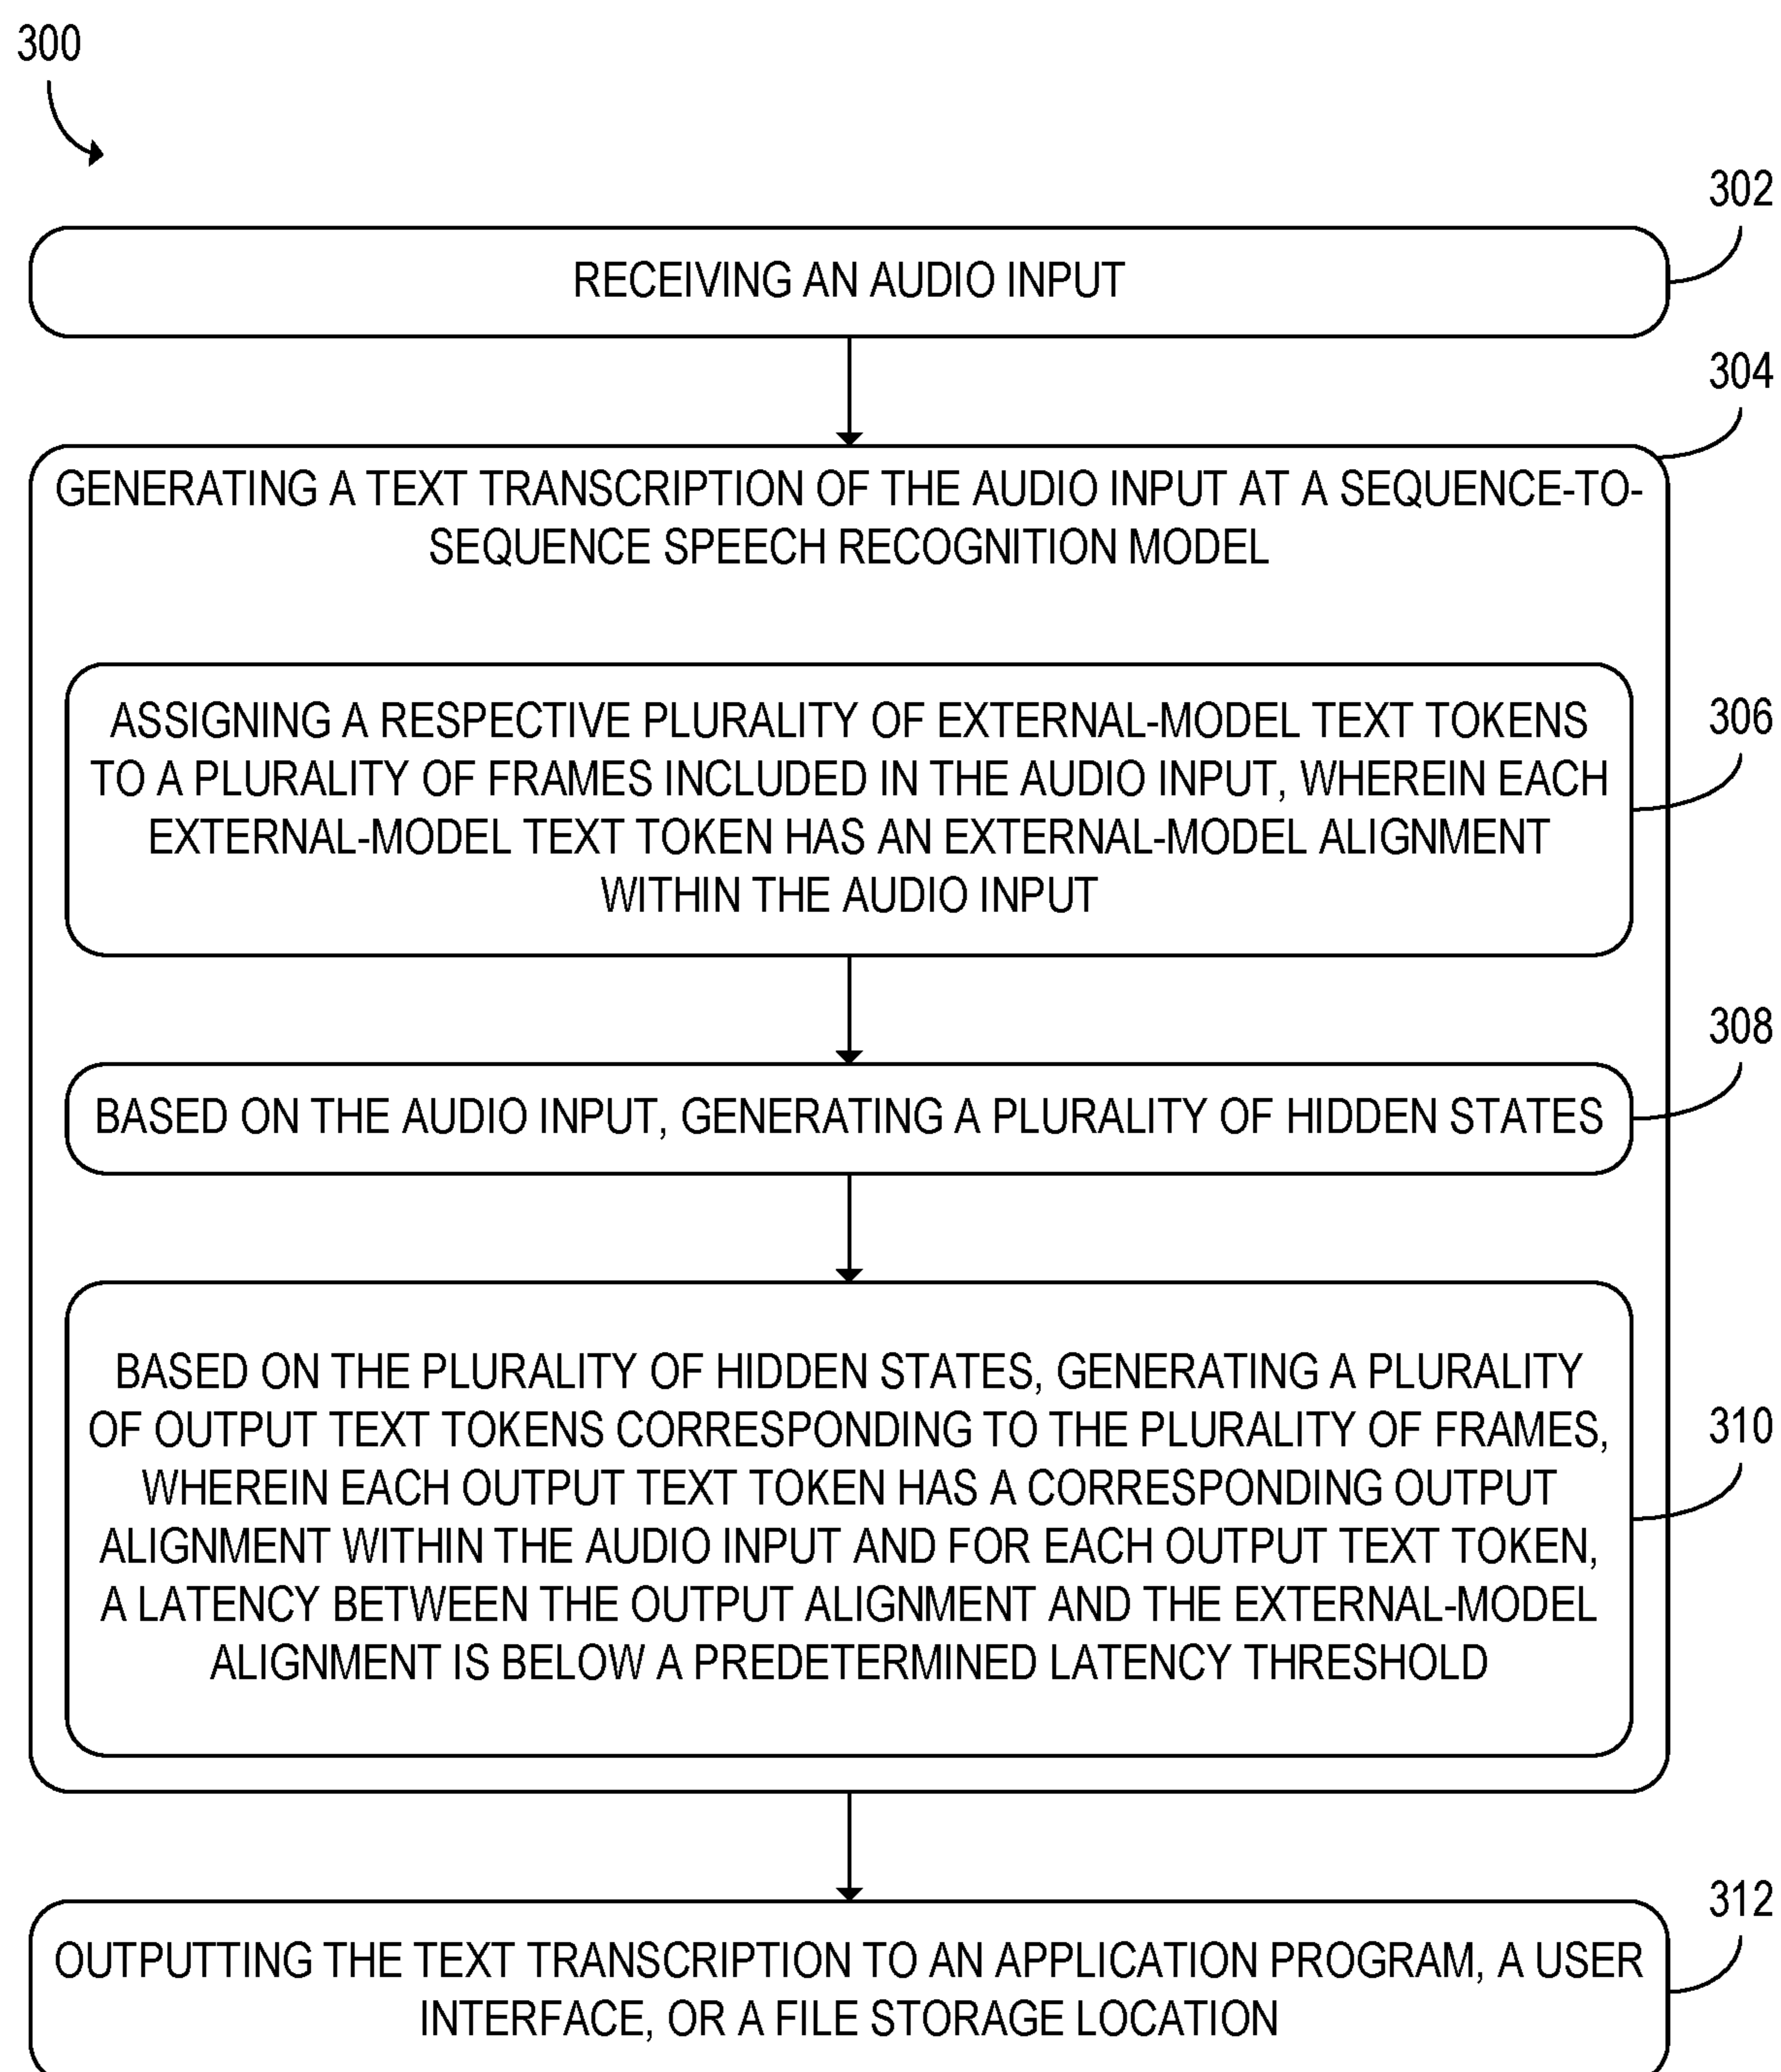 300
302
RECEIVING AN AUDIO INPUT
304
GENERATING A TEXT TRANSCRIPTION OF THE AUDIO INPUT AT A SEQUENCE-TO-
SEQUENCE SPEECH RECOGNITION MODEL
306
ASSIGNING A RESPECTIVE PLURALITY OF EXTERNAL-MODEL TEXT TOKENS
TO A PLURALITY OF FRAMES INCLUDED IN THE AUDIO INPUT, WHEREIN EACH
EXTERNAL-MODEL TEXT TOKEN HAS AN EXTERNAL-MODEL ALIGNMENT
WITHIN THE AUDIO INPUT
308
BASED ON THE AUDIO INPUT, GENERATING A PLURALITY OF HIDDEN STATES
310
BASED ON THE PLURALITY OF HIDDEN STATES, GENERATING A PLURALITY
OF OUTPUT TEXT TOKENS CORRESPONDING TO THE PLURALITY OF FRAMES,
WHEREIN EACH OUTPUT TEXT TOKEN HAS A CORRESPONDING OUTPUT
ALIGNMENT WITHIN THE AUDIO INPUT AND FOR EACH OUTPUT TEXT TOKEN,
A LATENCY BETWEEN THE OUTPUT ALIGNMENT AND THE EXTERNAL-MODEL
ALIGNMENT IS BELOW A PREDETERMINED LATENCY THRESHOLD
312
OUTPUTTING THE TEXT TRANSCRIPTION TO AN APPLICATION PROGRAM, A USER
INTERFACE, OR A FILE STORAGE LOCATION